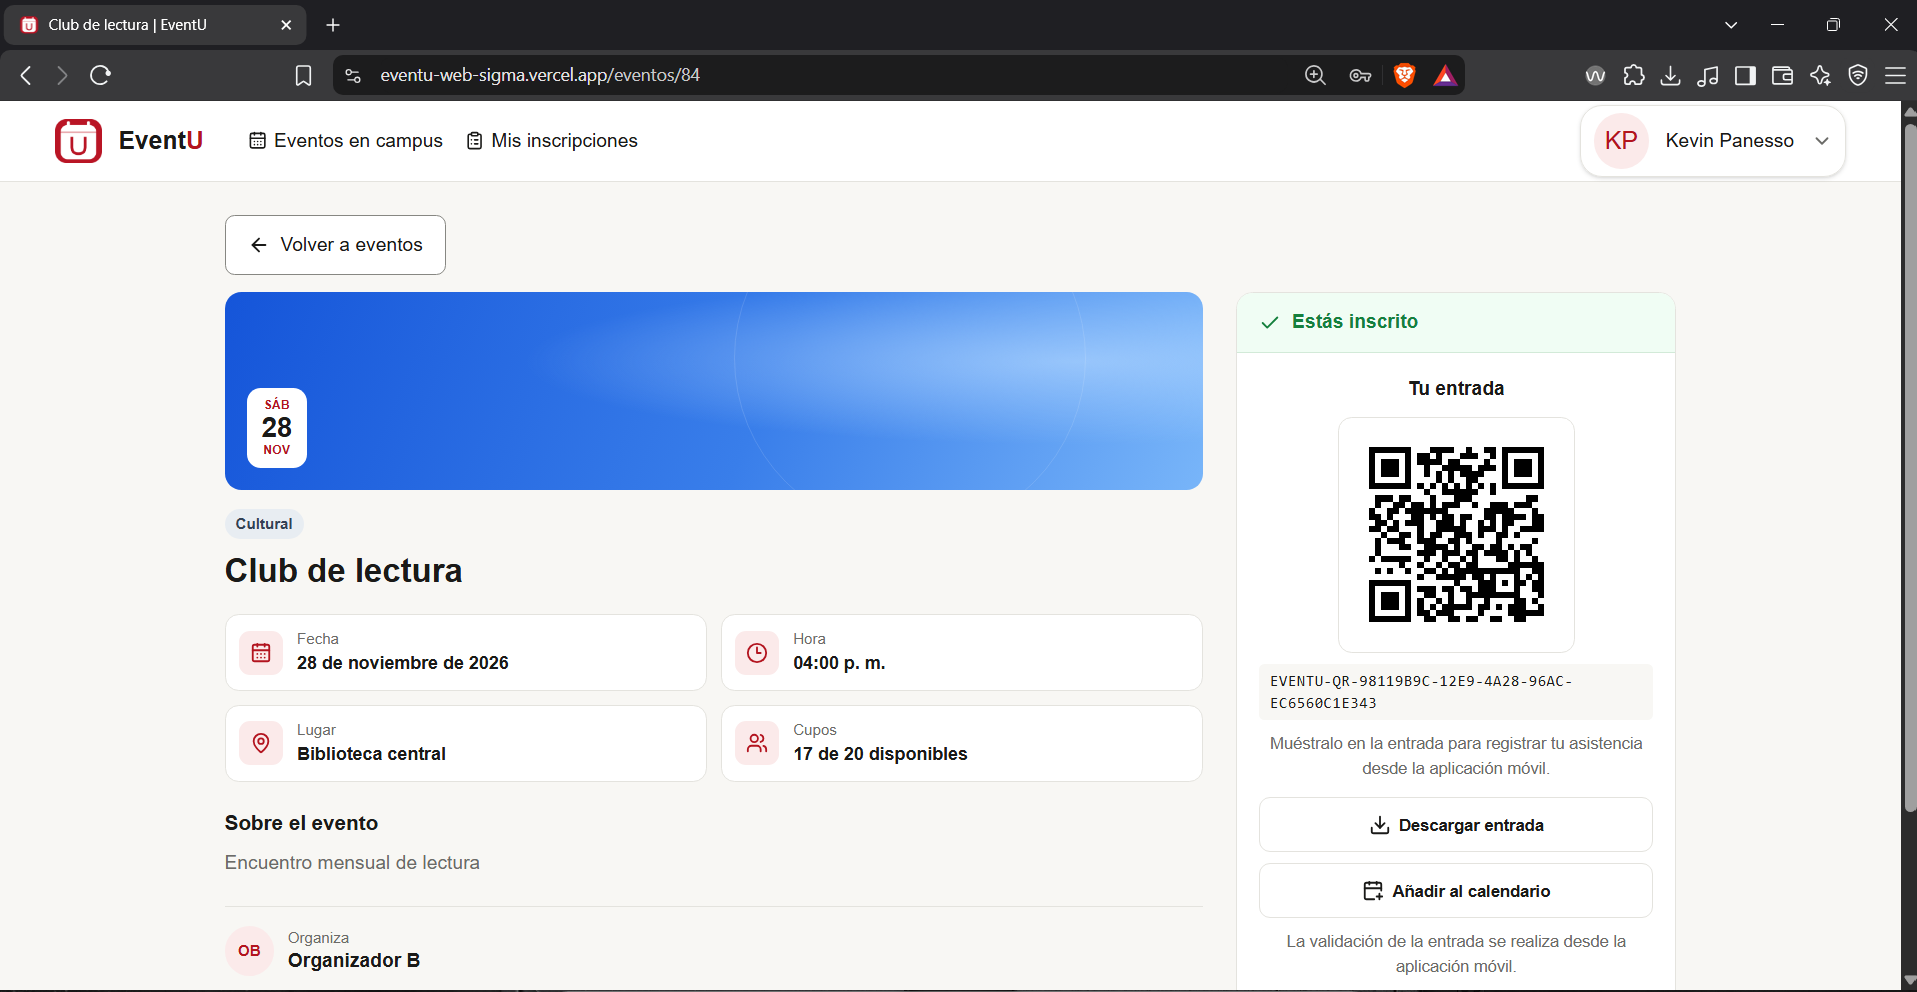 Club de lectura | EventU
eventu-web-sigma.vercel.app/eventos/84
U
EventU
Eventos en campus
Mis inscripciones
KP
Kevin Panesso
Volver a eventos
SÁB
28
NOV
Cultural
Club de lectura
Fecha
28 de noviembre de 2026
Hora
04:00 p. m.
Lugar
Biblioteca central
Cupos
17 de 20 disponibles
Sobre el evento
Encuentro mensual de lectura
OB
Organiza
Organizador B
Estás inscrito
Tu entrada
EVENTU-QR-98119B9C-12E9-4A28-96AC-
EC6560C1E343
Muéstralo en la entrada para registrar tu asistencia
desde la aplicación móvil.
Descargar entrada
Añadir al calendario
La validación de la entrada se realiza desde la
aplicación móvil.